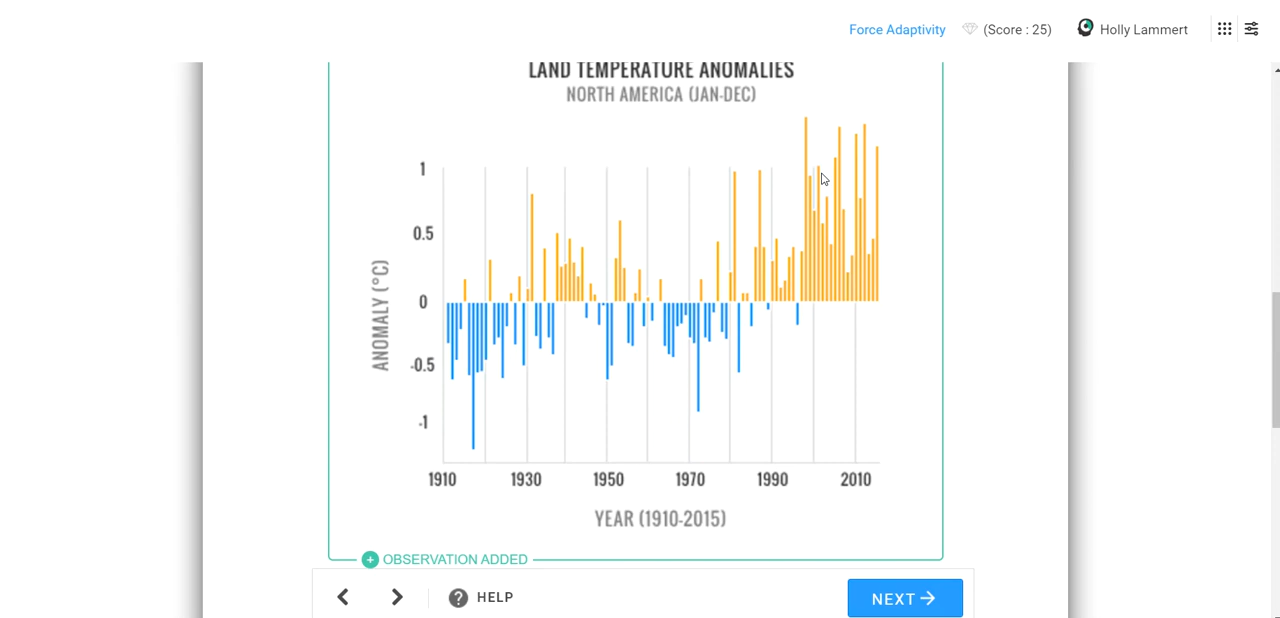 Force Adaptivity (Score : 25) Holly Lammert
LAND TEMPERATURE ANOMALIES
NORTH AMERICA (JAN-DEC)
1
0.5
0
-0.5
-1
ANOMALY (°C)
1910 1930 1950 1970 1990 2010
YEAR (1910-2015)
OBSERVATION ADDED
HELP
NEXT